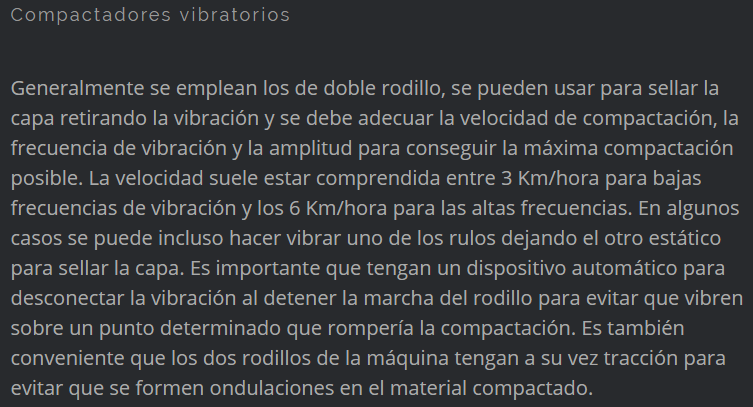 Compactadores vibratorios
Generalmente se emplean los de doble rodillo, se pueden usar para sellar la
capa retirando la vibración y se debe adecuar la velocidad de compactación, la
frecuencia de vibración y la amplitud para conseguir la máxima compactación
posible. La velocidad suele estar comprendida entre 3 Km/hora para bajas
frecuencias de vibración y los 6 Km/hora para las altas frecuencias. En algunos
casos se puede incluso hacer vibrar uno de los rulos dejando el otro estático
para sellar la capa. Es importante que tengan un dispositivo automático para
desconectar la vibración al detener la marcha del rodillo para evitar que vibren
sobre un punto determinado que rompería la compactación. Es también
conveniente que los dos rodillos de la máquina tengan a su vez tracción para
evitar que se formen ondulaciones en el material compactado.